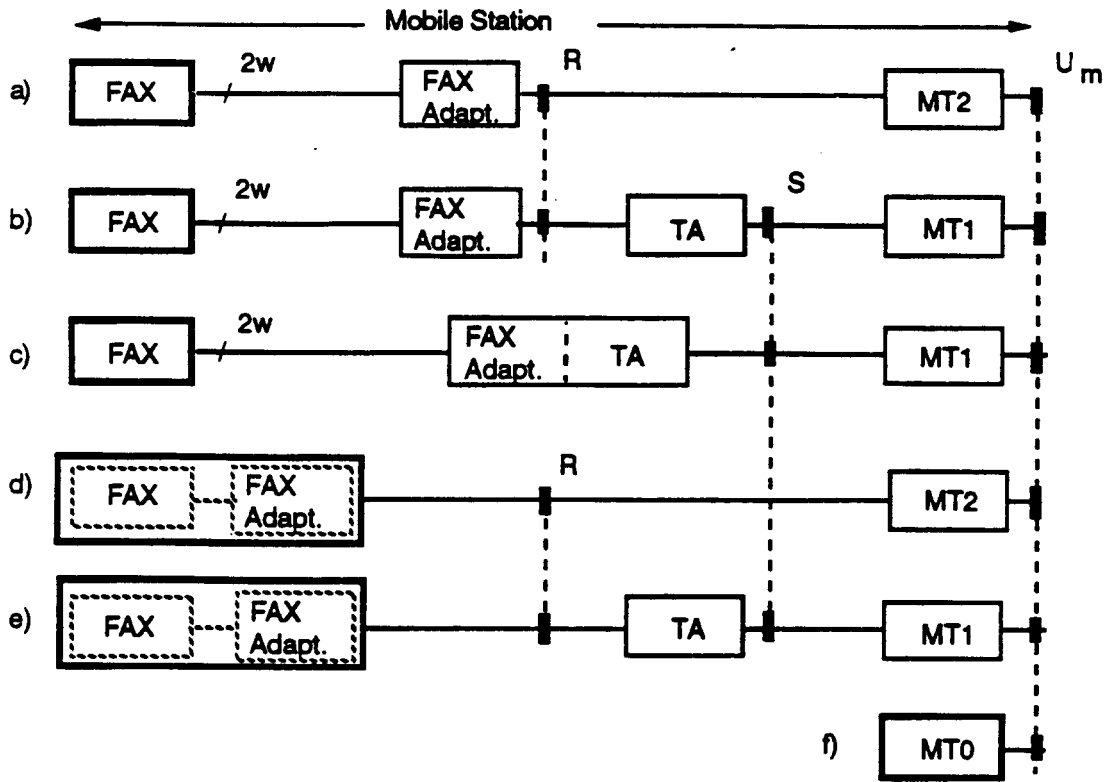 Mobile Station
R
U m
a)
FAX
2w
FAX
Adapt.
MT2
S
b)
FAX
2w
FAX
Adapt.
TA
MT1
c)
FAX
2w
FAX
Adapt.
TA
MT1
R
d)
FAX
FAX
Adapt.
MT2
e)
FAX
FAX
Adapt.
TA
MT1
f)
MT0